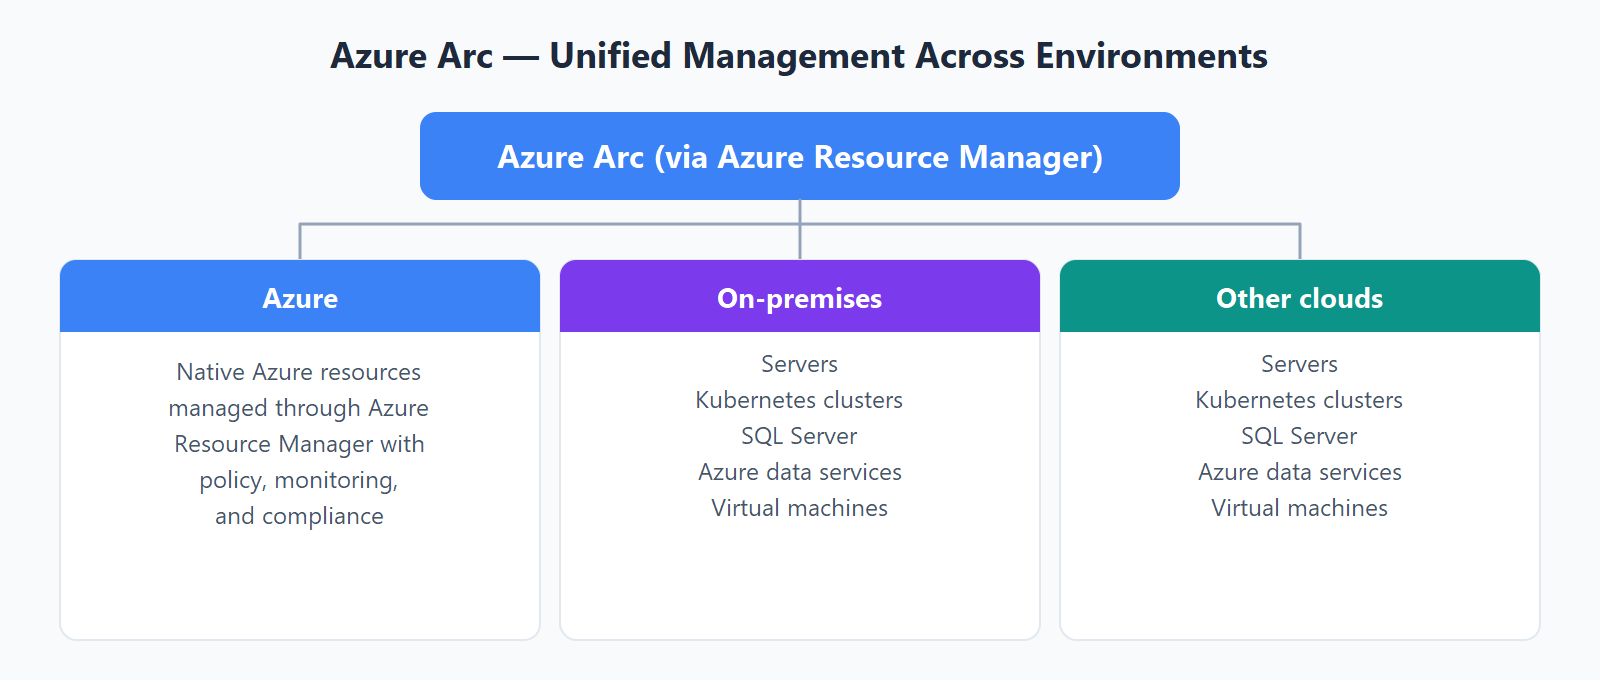 Azure Arc — Unified Management Across Environments
Azure Arc (via Azure Resource Manager)
Azure
Native Azure resources
managed through Azure
Resource Manager with
policy, monitoring,
and compliance
On-premises
Servers
Kubernetes clusters
SQL Server
Azure data services
Virtual machines
Other clouds
Servers
Kubernetes clusters
SQL Server
Azure data services
Virtual machines